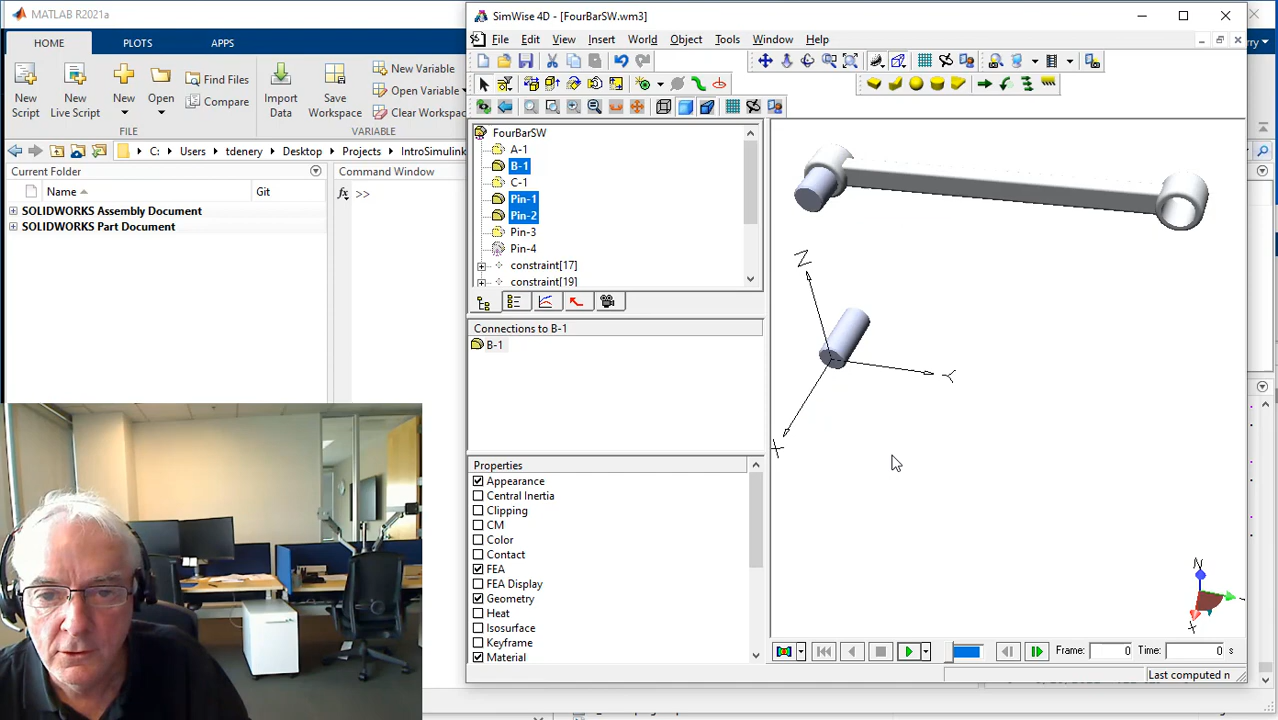 MATLAB R2021a
HOME
PLOTS
APPS
New
Script
New
Live Script
New
Open
Find Files
Compare
Import
Data
Save
Workspace
New Variable
Open Variable
Clear Workspac
FILE
VARIABLE
C:
Users
tdenery
Desktop
Projects
IntroSimulink
Current Folder
Command Window
Name
Git
SOLIDWORKS Assembly Document
SOLIDWORKS Part Document
fx >>
SimWise 4D - [FourBarSW.wm3]
File Edit View Insert World Object Tools Window Help
FourBarSW
A-1
B-1
C-1
Pin-1
Pin-2
Pin-3
Pin-4
constraint[17]
constraint[19]
Connections to B-1
B-1
Properties
Appearance
Central Inertia
Clipping
CM
Color
Contact
FEA
FEA Display
Geometry
Heat
Isosurface
Keyframe
Material
Z
Y
X
X
Frame: 0
Time: 0 s
Last computed n